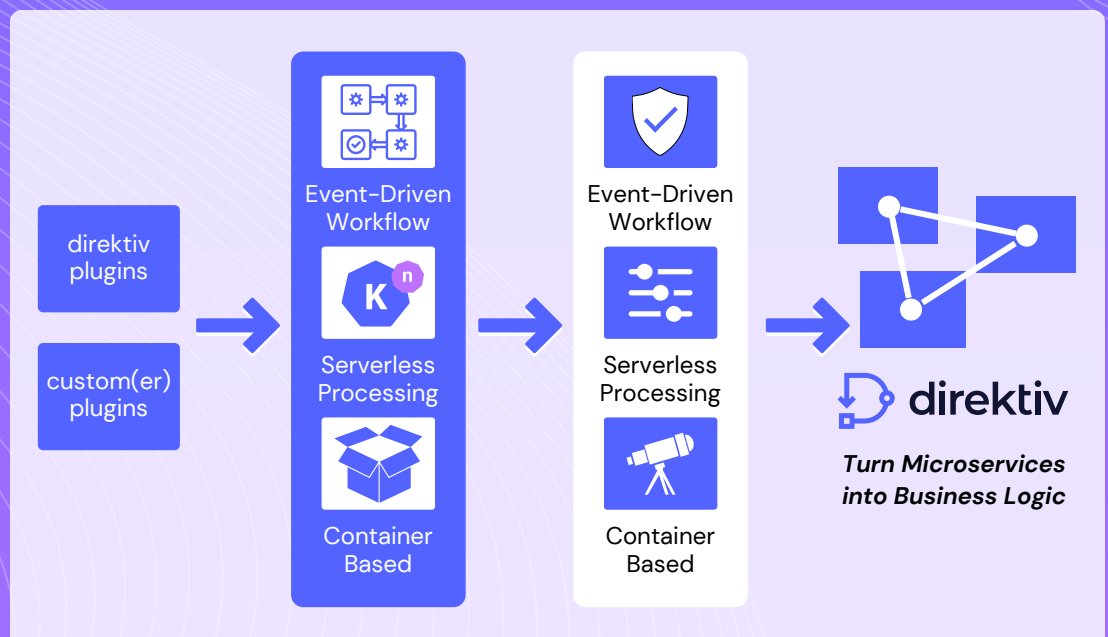 direktiv
plugins
custom(er)
plugins
Event-Driven
Workflow
K
n
Serverless
Processing
Container
Based
Event-Driven
Workflow
Serverless
Processing
Container
Based
direktiv
Turn Microservices
into Business Logic